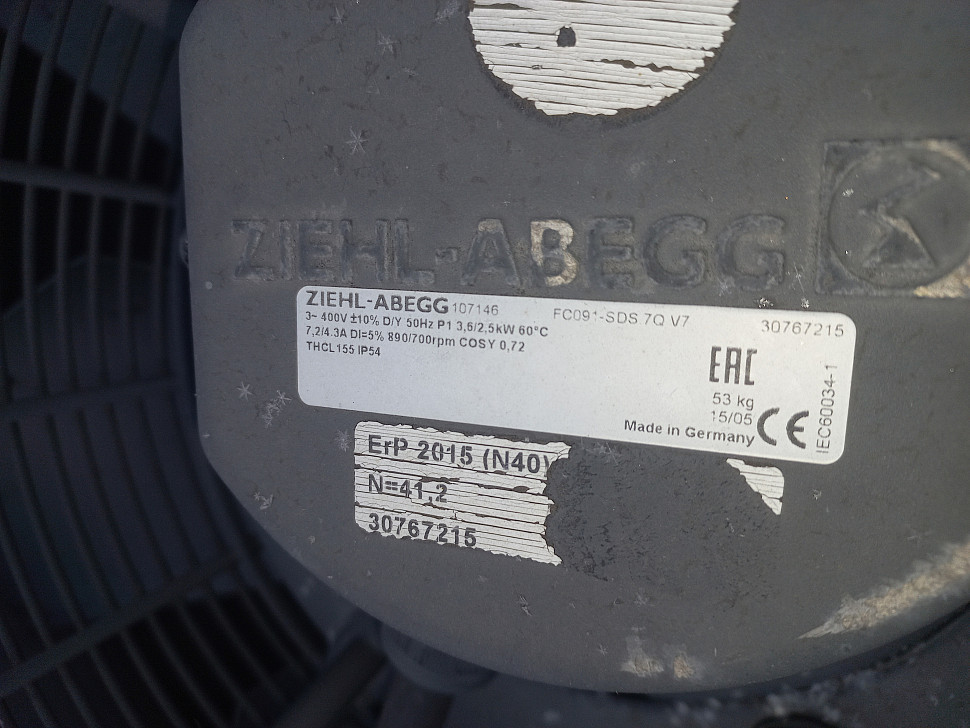 ZIEHL-ABEGG
ZIEHL-ABEGG 107146 FC091-SDS.7Q V7 30767215
3~ 400V ±10% D/Y 50Hz P1 3,6/2,5kW 60°C
7,2/4.3A DI=5% 890/700rpm COSY 0,72
THCL155 IP54
EAC
53 kg
15/05
Made in Germany CE
IEC60034-1
ErP 2015 (N40)
N=41,2
30767215